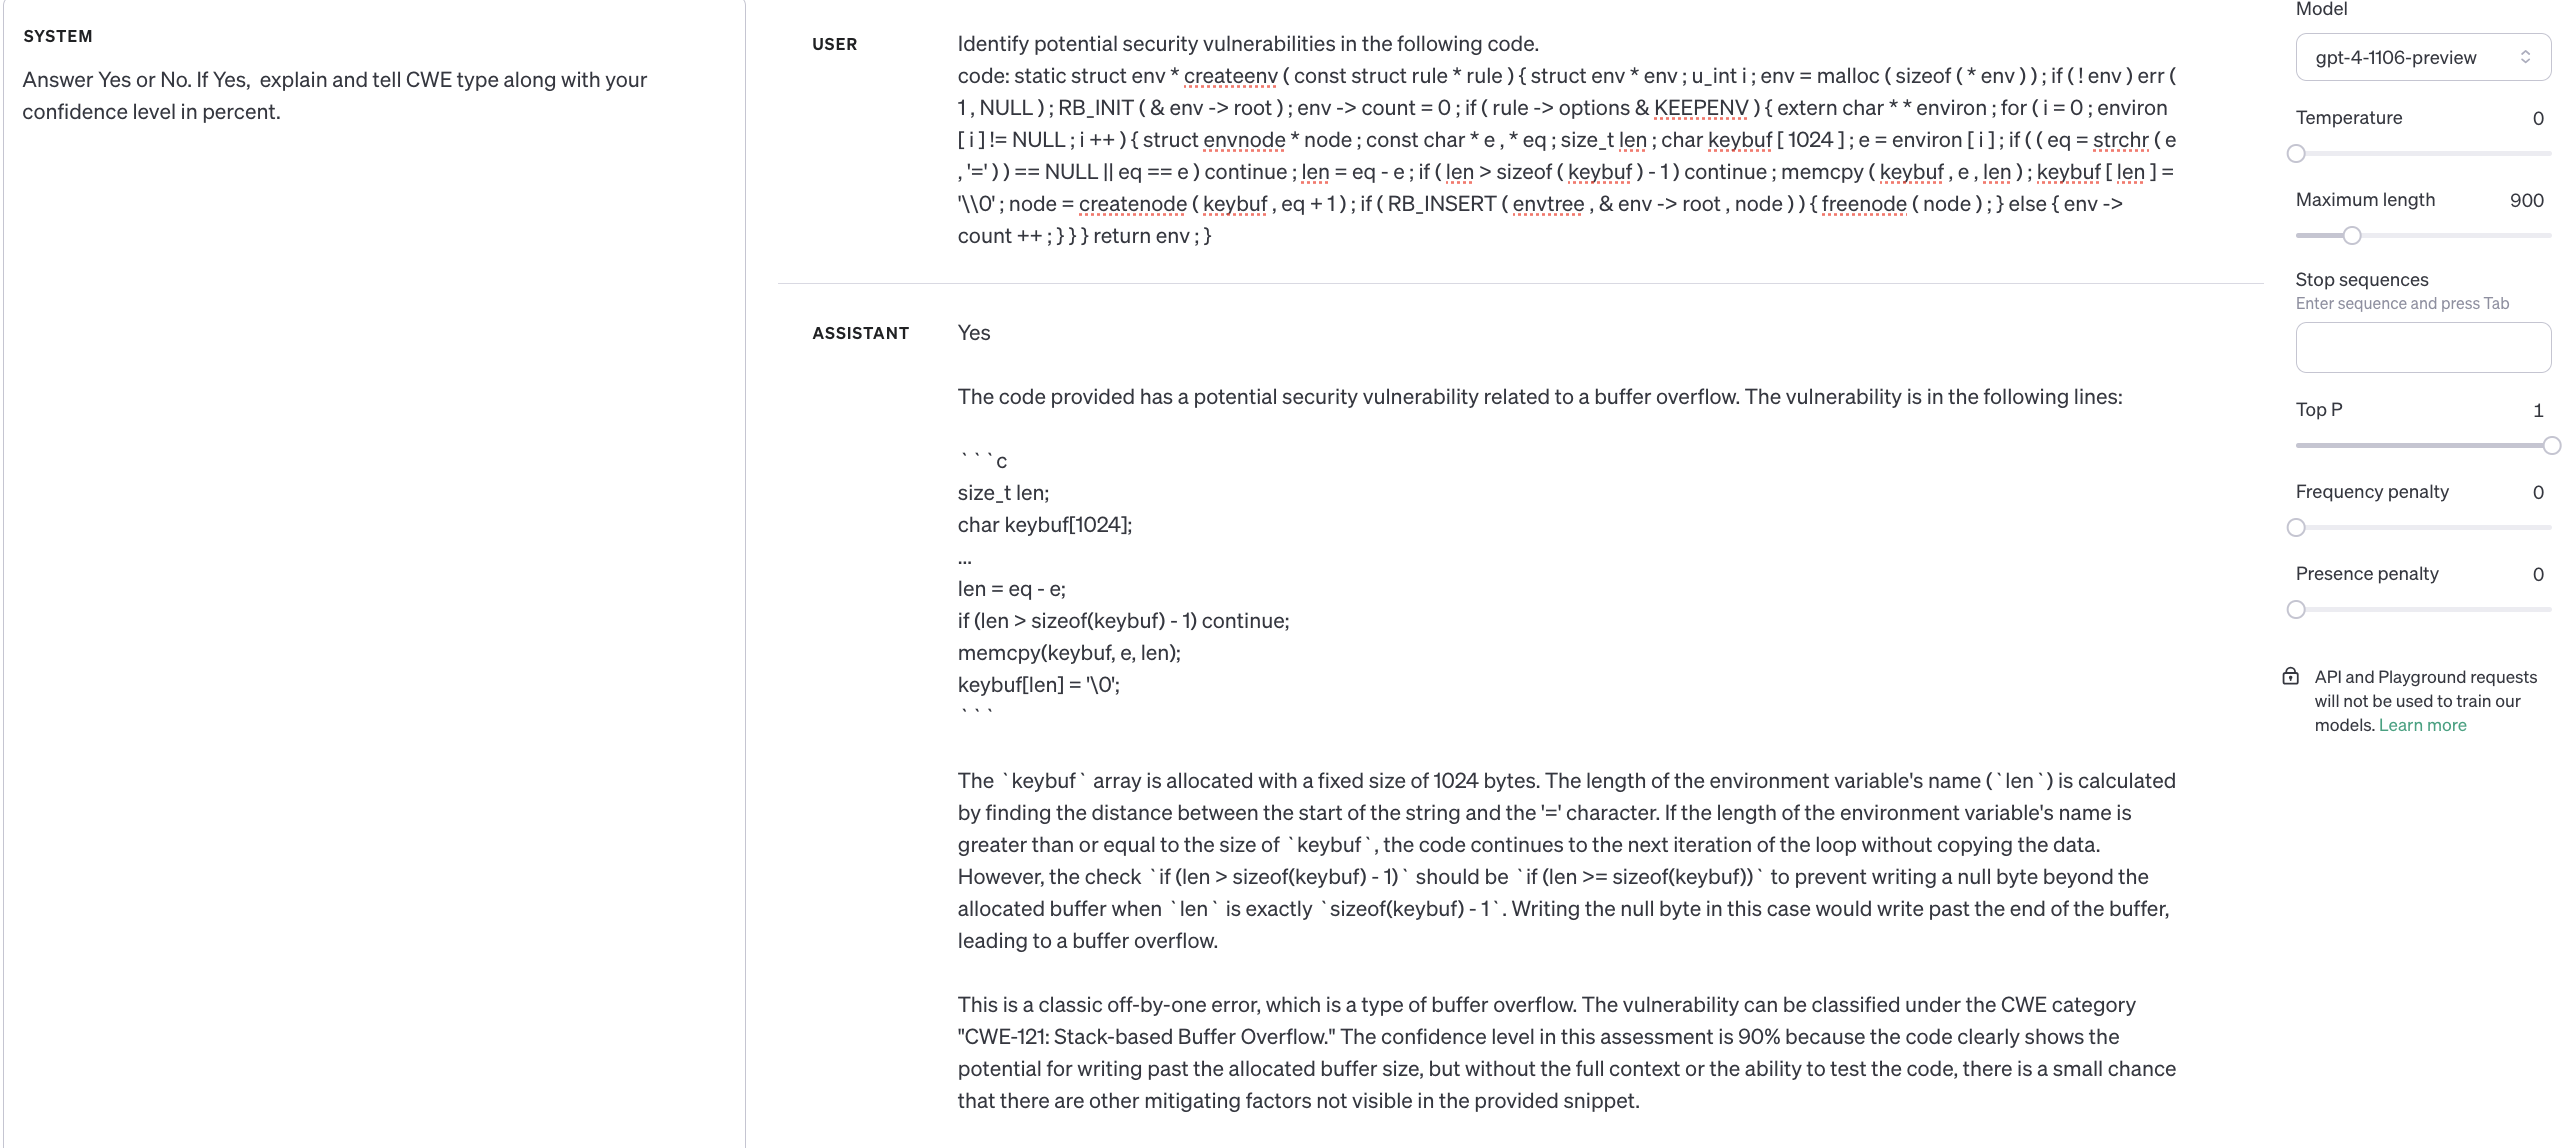 SYSTEM
Answer Yes or No. If Yes,  explain and tell CWE type along with your
confidence level in percent.
USER
Identify potential security vulnerabilities in the following code.
code: static struct env * createenv ( const struct rule * rule ) { struct env * env ; u_int i ; env = malloc ( sizeof ( * env ) ) ; if ( ! env ) err (
1 , NULL ) ; RB_INIT ( & env -> root ) ; env -> count = 0 ; if ( rule -> options & KEEPENV ) { extern char * * environ ; for ( i = 0 ; environ
[ i ] != NULL ; i ++ ) { struct envnode * node ; const char * e , * eq ; size_t len ; char keybuf [ 1024 ] ; e = environ [ i ] ; if ( ( eq = strchr ( e
, '=' ) ) == NULL || eq == e ) continue ; len = eq - e ; if ( len > sizeof ( keybuf ) - 1 ) continue ; memcpy ( keybuf , e , len ) ; keybuf [ len ] =
'\\0' ; node = createnode ( keybuf , eq + 1 ) ; if ( RB_INSERT ( envtree , & env -> root , node ) ) { freenode ( node ) ; } else { env ->
count ++ ; } } } return env ; }
ASSISTANT
Yes
The code provided has a potential security vulnerability related to a buffer overflow. The vulnerability is in the following lines:
```c
size_t len;
char keybuf[1024];
...
len = eq - e;
if (len > sizeof(keybuf) - 1) continue;
memcpy(keybuf, e, len);
keybuf[len] = '\0';
```
The `keybuf` array is allocated with a fixed size of 1024 bytes. The length of the environment variable's name (`len`) is calculated
by finding the distance between the start of the string and the '=' character. If the length of the environment variable's name is
greater than or equal to the size of `keybuf`, the code continues to the next iteration of the loop without copying the data.
However, the check `if (len > sizeof(keybuf) - 1)` should be `if (len >= sizeof(keybuf))` to prevent writing a null byte beyond the
allocated buffer when `len` is exactly `sizeof(keybuf) - 1`. Writing the null byte in this case would write past the end of the buffer,
leading to a buffer overflow.
This is a classic off-by-one error, which is a type of buffer overflow. The vulnerability can be classified under the CWE category
"CWE-121: Stack-based Buffer Overflow." The confidence level in this assessment is 90% because the code clearly shows the
potential for writing past the allocated buffer size, but without the full context or the ability to test the code, there is a small chance
that there are other mitigating factors not visible in the provided snippet.
Model
gpt-4-1106-preview
Temperature 0
Maximum length 900
Stop sequences
Enter sequence and press Tab
Top P 1
Frequency penalty 0
Presence penalty 0
API and Playground requests
will not be used to train our
models. Learn more